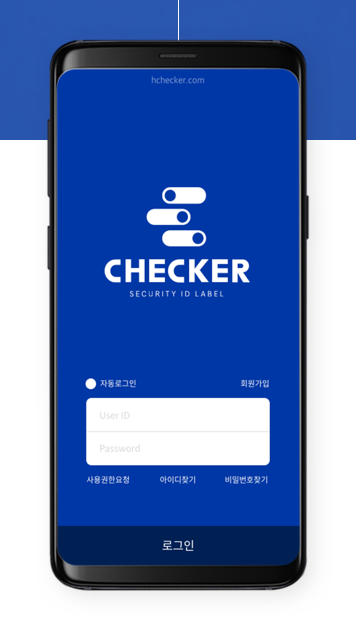 hchecker.com
CHECKER
SECURITY ID LABEL
자동로그인 회원가입
User ID
Password
사용권한요청 아이디찾기 비밀번호찾기
로그인